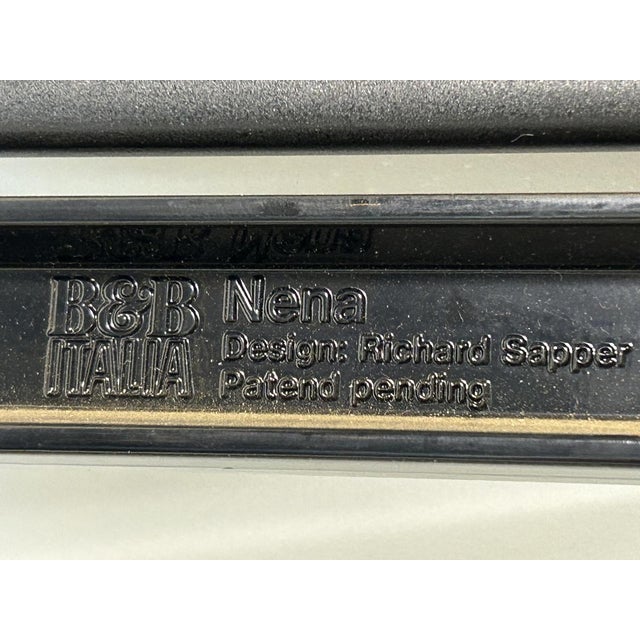 B&B
ITALIA
Nena
Design: Richard Sapper
Patend pending